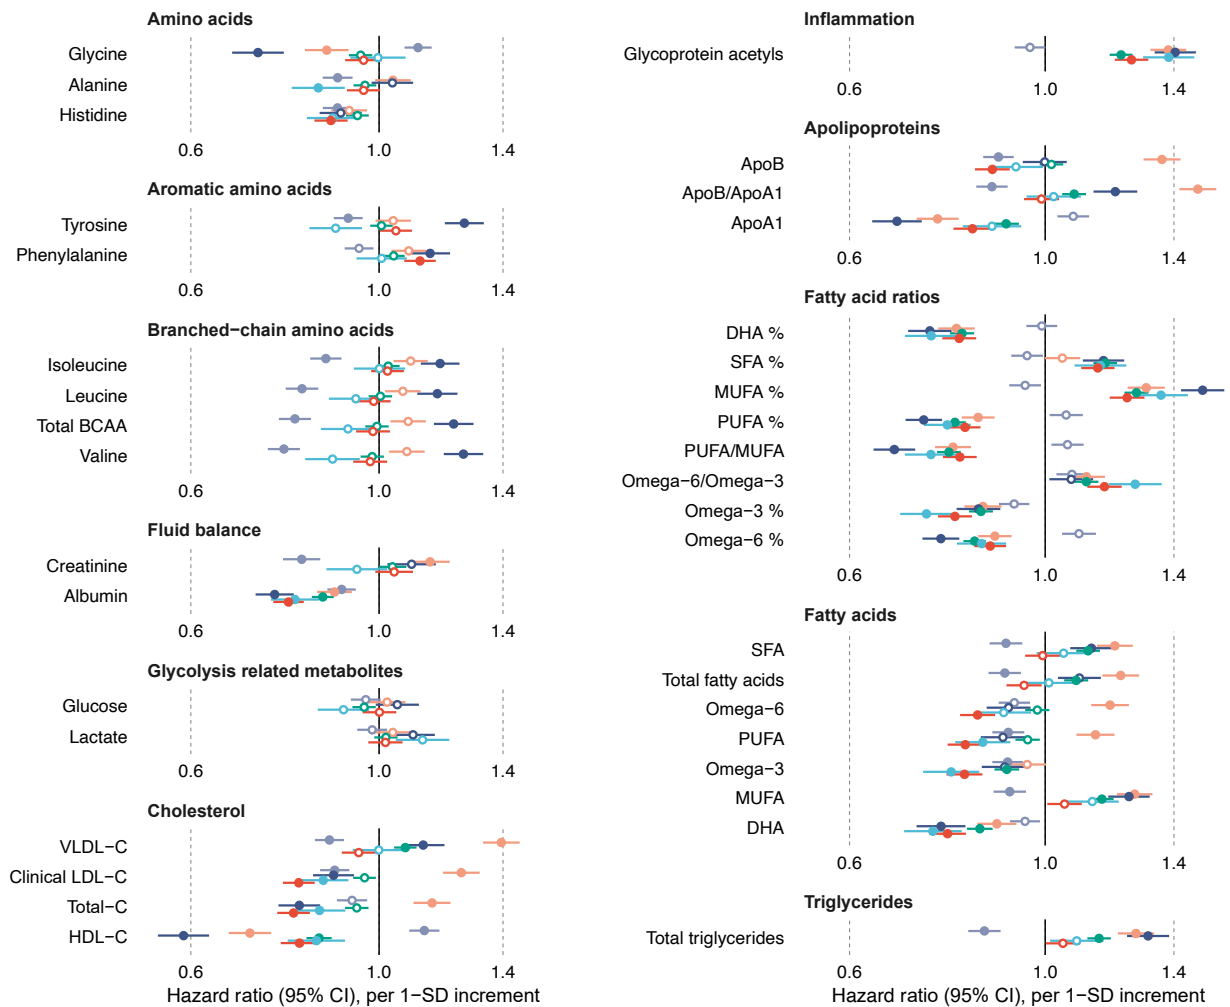 Amino acids
Glycine
Alanine
Histidine
0.6 1.0 1.4
Aromatic amino acids
Tyrosine
Phenylalanine
0.6 1.0 1.4
Branched−chain amino acids
Isoleucine
Leucine
Total BCAA
Valine
0.6 1.0 1.4
Fluid balance
Creatinine
Albumin
0.6 1.0 1.4
Glycolysis related metabolites
Glucose
Lactate
0.6 1.0 1.4
Cholesterol
VLDL−C
Clinical LDL−C
Total−C
HDL−C
0.6 1.0 1.4
Hazard ratio (95% CI), per 1−SD increment
Inflammation
Glycoprotein acetyls
0.6 1.0 1.4
Apolipoproteins
ApoB
ApoB/ApoA1
ApoA1
0.6 1.0 1.4
Fatty acid ratios
DHA %
SFA %
MUFA %
PUFA %
PUFA/MUFA
Omega−6/Omega−3
Omega−3 %
Omega−6 %
0.6 1.0 1.4
Fatty acids
SFA
Total fatty acids
Omega−6
PUFA
Omega−3
MUFA
DHA
0.6 1.0 1.4
Triglycerides
Total triglycerides
0.6 1.0 1.4
Hazard ratio (95% CI), per 1−SD increment